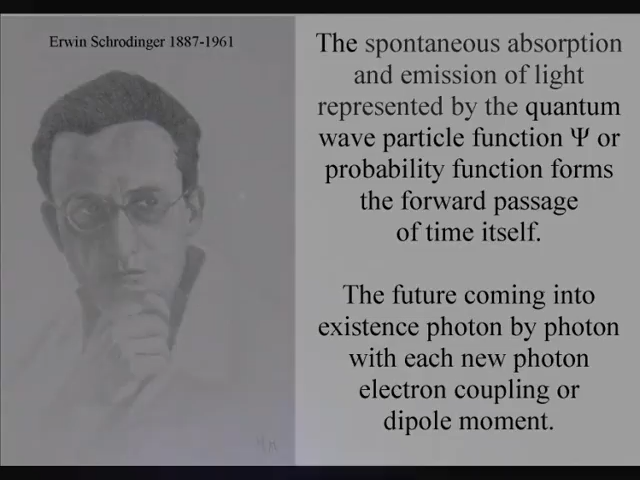 Erwin Schrodinger 1887-1961
The spontaneous absorption
and emission of light
represented by the quantum
wave particle function Ψ or
probability function forms
the forward passage
of time itself.
The future coming into
existence photon by photon
with each new photon
electron coupling or
dipole moment.